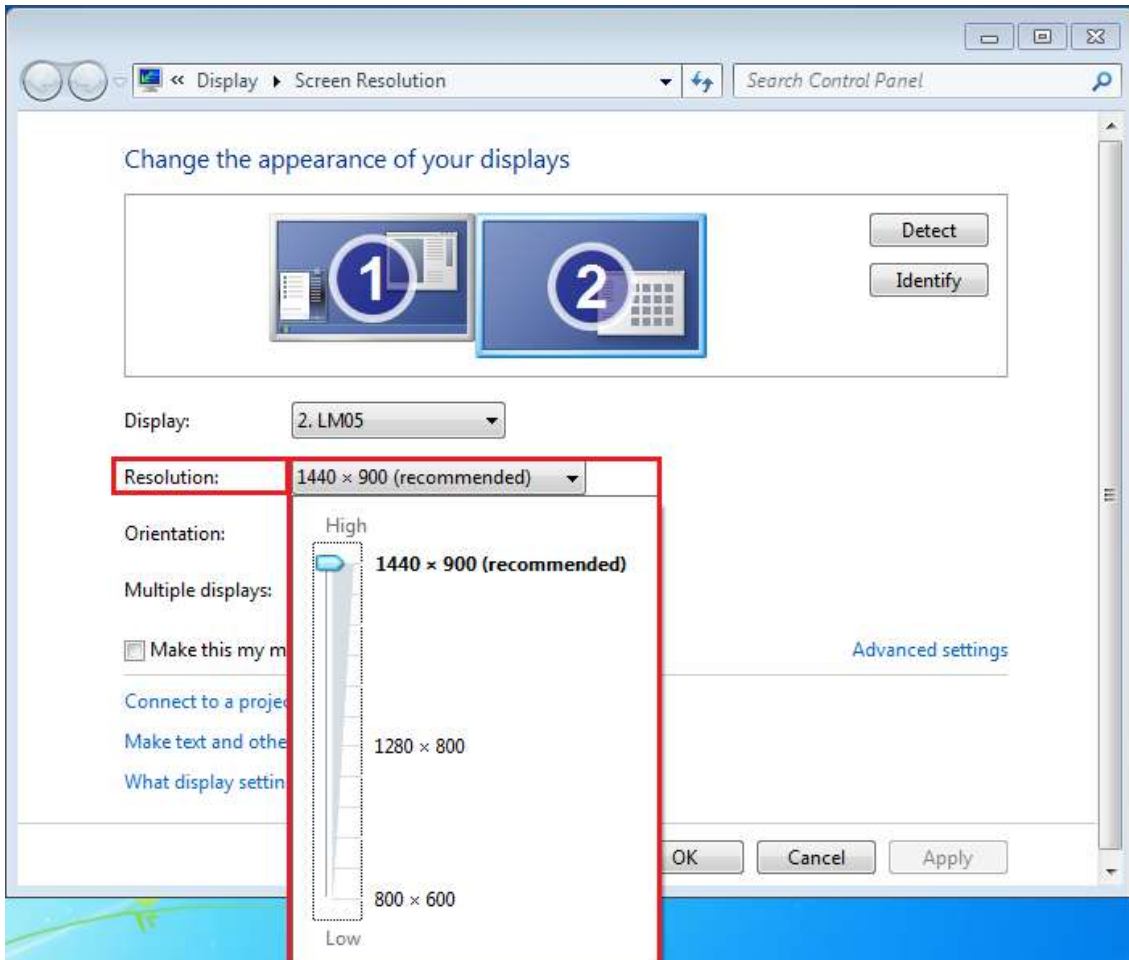 « Display ▸ Screen Resolution
Search Control Panel
Change the appearance of your displays
1
2
Detect
Identify
Display: 2. LM05
Resolution: 1440 × 900 (recommended)
High
Orientation:
1440 × 900 (recommended)
Multiple displays:
Make this my m
Advanced settings
Connect to a projec
1280 × 800
Make text and othe
What display settin
OK Cancel Apply
800 × 600
Low